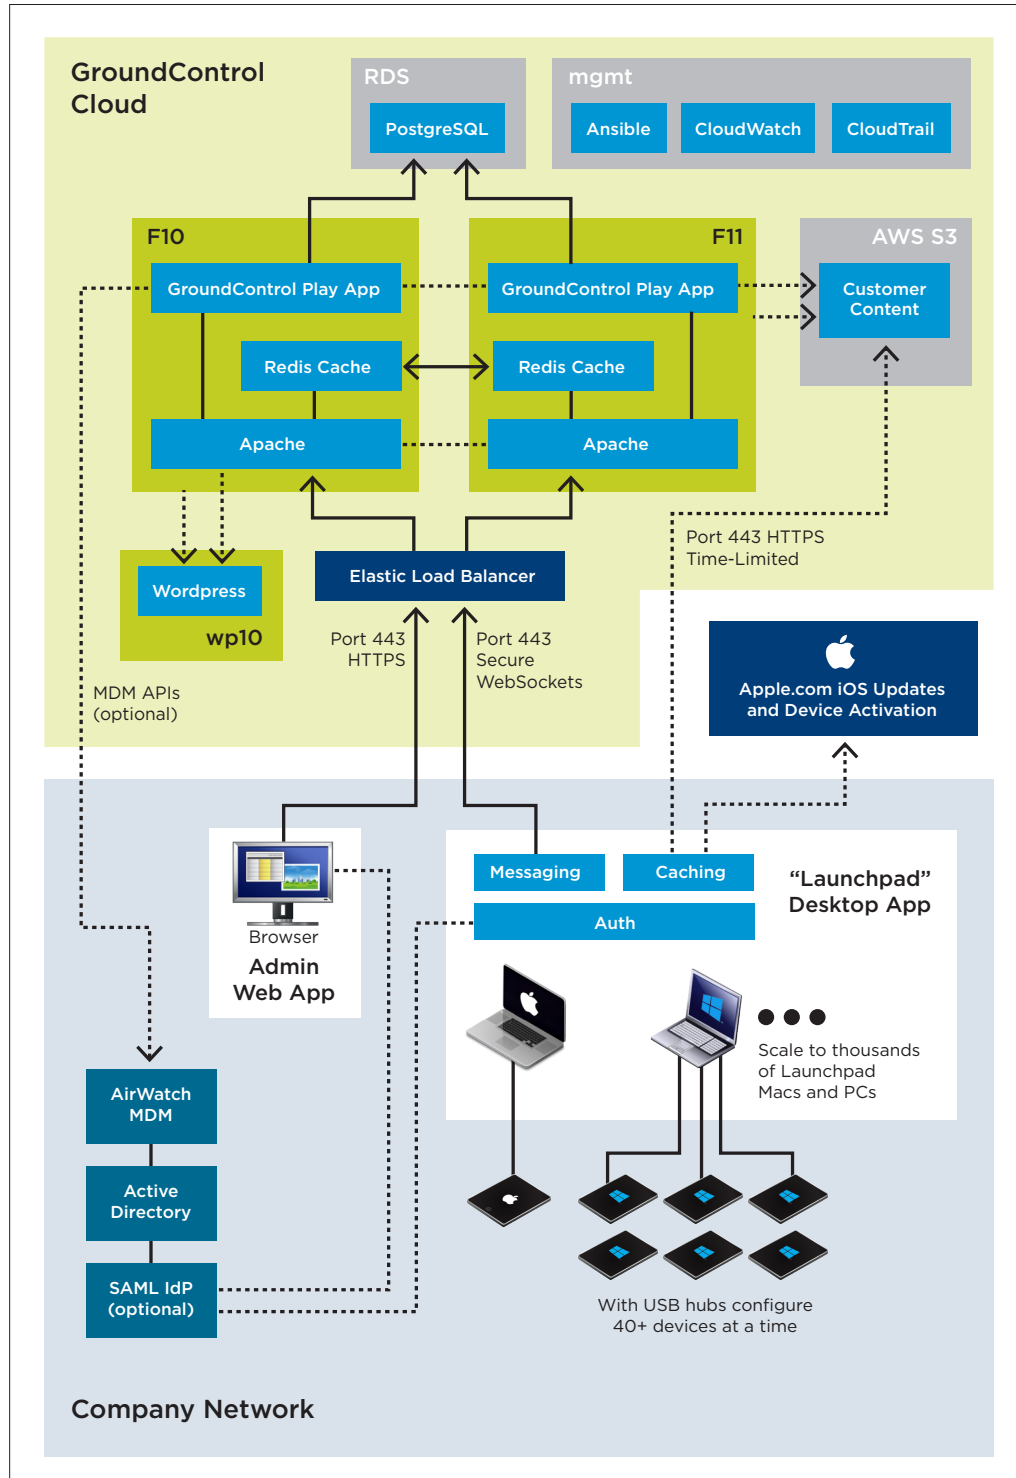 GroundControl
Cloud
RDS
PostgreSQL
mgmt
Ansible
CloudWatch
CloudTrail
F10
F11
AWS S3
GroundControl Play App
GroundControl Play App
Customer
Content
Redis Cache
Redis Cache
Apache
Apache
Port 443 HTTPS
Time-Limited
Elastic Load Balancer
Wordpress
wp10
Port 443
HTTPS
Port 443
Secure
WebSockets
MDM APIs
(optional)
Apple.com iOS Updates
and Device Activation
Messaging
Caching
Auth
“Launchpad”
Desktop App
Browser
Admin
Web App
Scale to thousands
of Launchpad
Macs and PCs
AirWatch
MDM
Active
Directory
SAML IdP
(optional)
With USB hubs configure
40+ devices at a time
Company Network